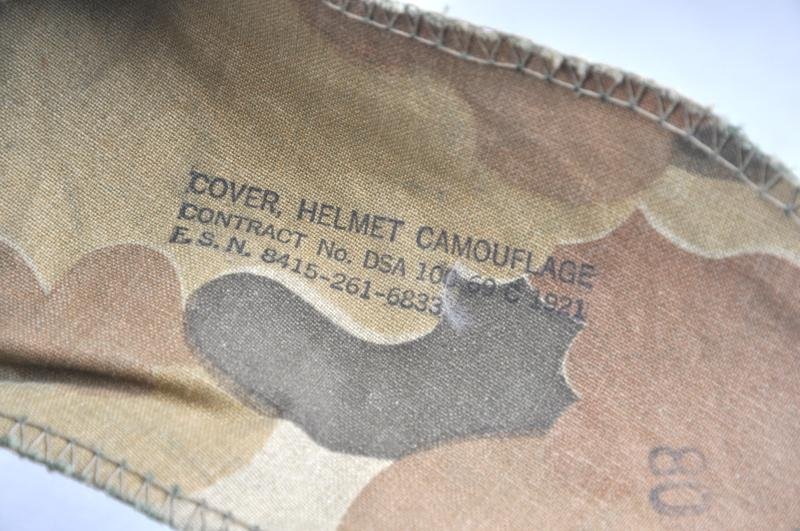 COVER, HELMET CAMOUFLAGE
CONTRACT No. DSA 100-69-C 1921
F.S.N. 8415-261-6833
08